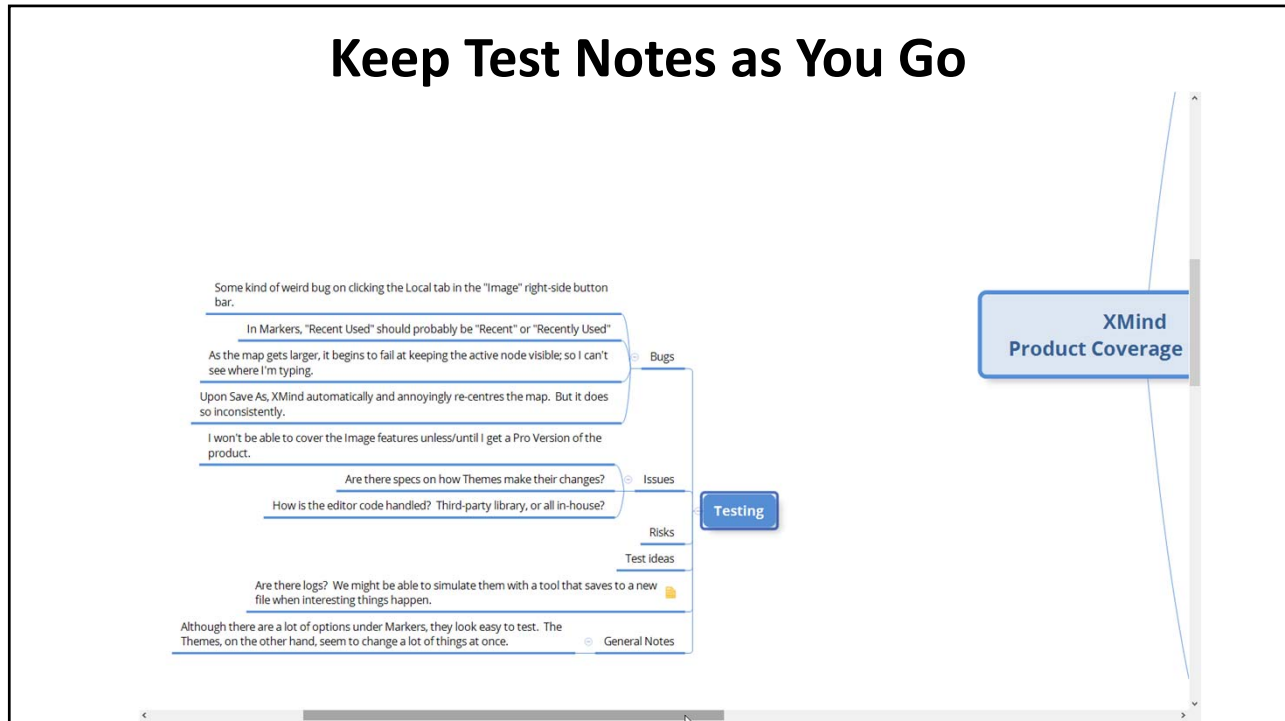 Keep Test Notes as You Go
Some kind of weird bug on clicking the Local tab in the "Image" right-side button
bar.
In Markers, "Recent Used" should probably be "Recent" or "Recently Used"
As the map gets larger, it begins to fail at keeping the active node visible; so I can't
see where I'm typing.
Bugs
Upon Save As, XMind automatically and annoyingly re-centres the map.  But it does
so inconsistently.
I won't be able to cover the Image features unless/until I get a Pro Version of the
product.
Are there specs on how Themes make their changes?
Issues
How is the editor code handled?  Third-party library, or all in-house?
Risks
Test ideas
Are there logs?  We might be able to simulate them with a tool that saves to a new
file when interesting things happen.
Although there are a lot of options under Markers, they look easy to test.  The
Themes, on the other hand, seem to change a lot of things at once.
General Notes
Testing
XMind
Product Coverage